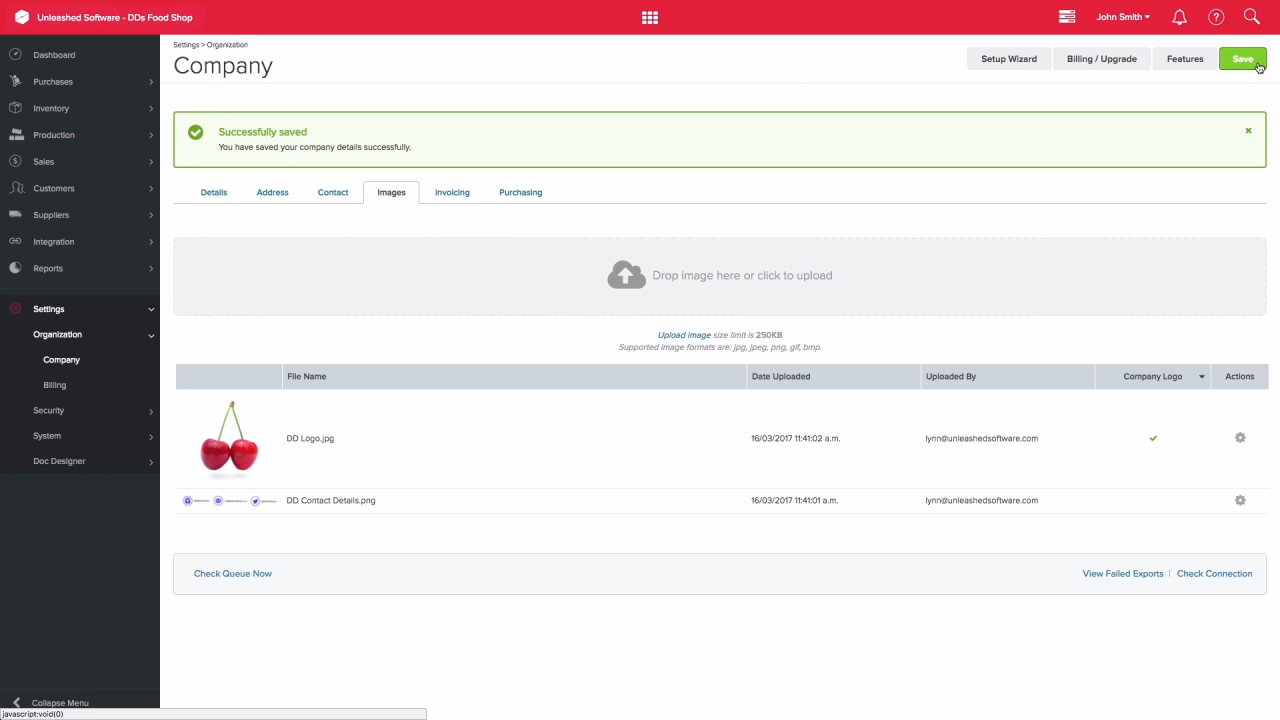 Unleashed Software - DDs Food Shop
John Smith
Dashboard
Purchases
Inventory
Production
Sales
Customers
Suppliers
Integration
Reports
Settings
Organization
Company
Billing
Security
System
Doc Designer
Collapse Menu
javascript:void(0)
Settings > Organization
Company
Setup Wizard
Billing / Upgrade
Features
Save
Successfully saved
You have saved your company details successfully.
Details
Address
Contact
Images
Invoicing
Purchasing
Drop image here or click to upload
Upload image size limit is 250KB
Supported image formats are: jpg, jpeg, png, gif, bmp.
File Name
Date Uploaded
Uploaded By
Company Logo
Actions
DD Logo.jpg
16/03/2017 11:41:02 a.m.
lynn@unleashedsoftware.com
DD Contact Details.png
16/03/2017 11:41:01 a.m.
lynn@unleashedsoftware.com
Check Queue Now
View Failed Exports
Check Connection